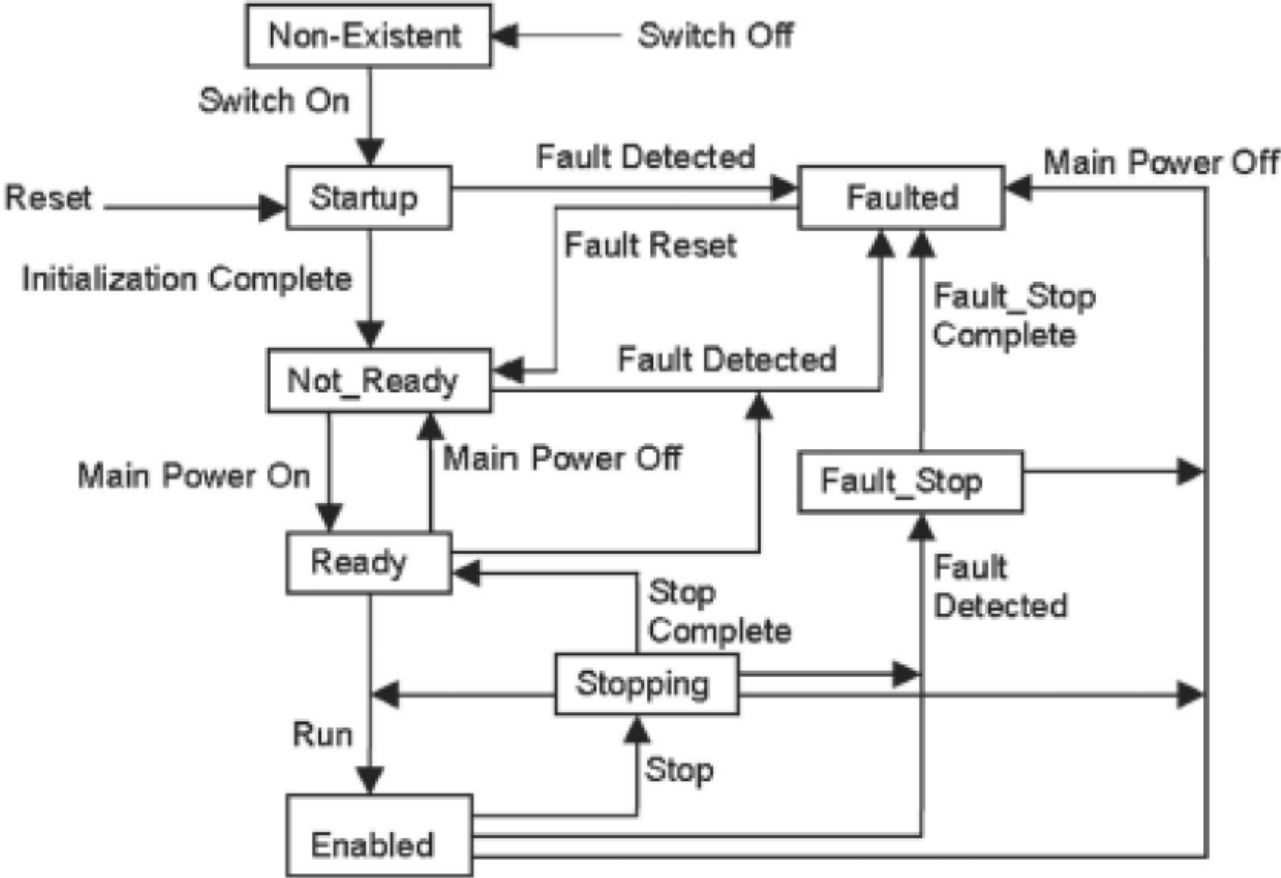 Non-Existent
Switch Off
Switch On
Fault Detected
Main Power Off
Reset
Startup
Faulted
Fault Reset
Initialization Complete
Fault_Stop
Complete
Fault Detected
Not_Ready
Main Power Off
Main Power On
Fault_Stop
Ready
Fault
Detected
Stop
Complete
Stopping
Run
Stop
Enabled